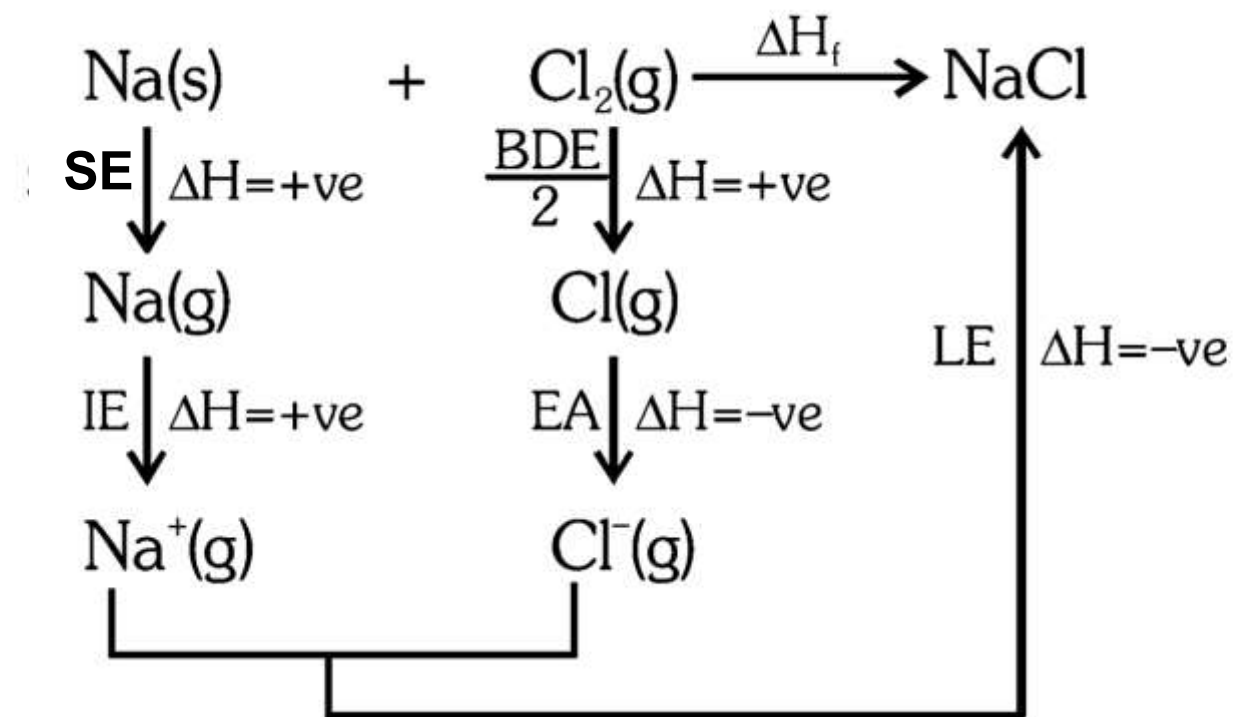 Na(s) + Cl₂(g) ΔH_f NaCl
SE ΔH=+ve BDE/2 ΔH=+ve
Na(g) Cl(g)
LE ΔH=–ve
IE ΔH=+ve EA ΔH=–ve
Na⁺(g) Cl⁻(g)